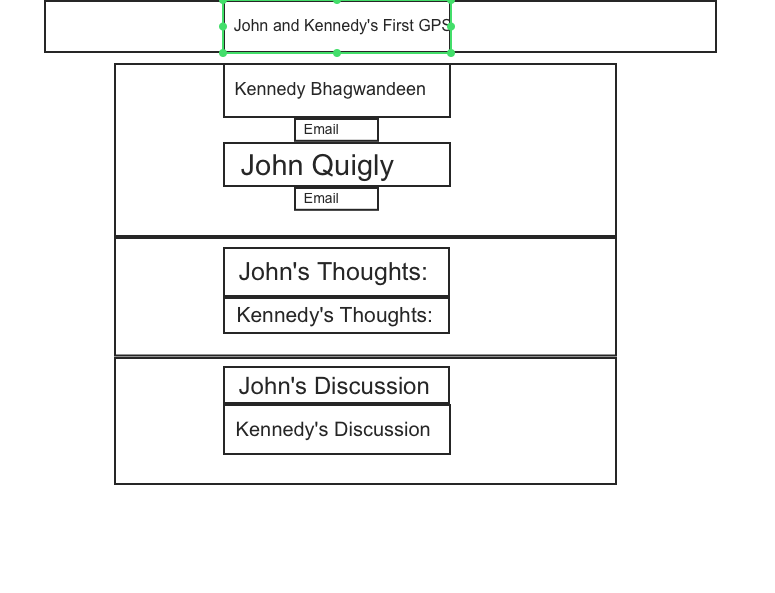 John and Kennedy's First GPS
Kennedy Bhagwandeen
Email
John Quigly
Email
John's Thoughts:
Kennedy's Thoughts:
John's Discussion
Kennedy's Discussion